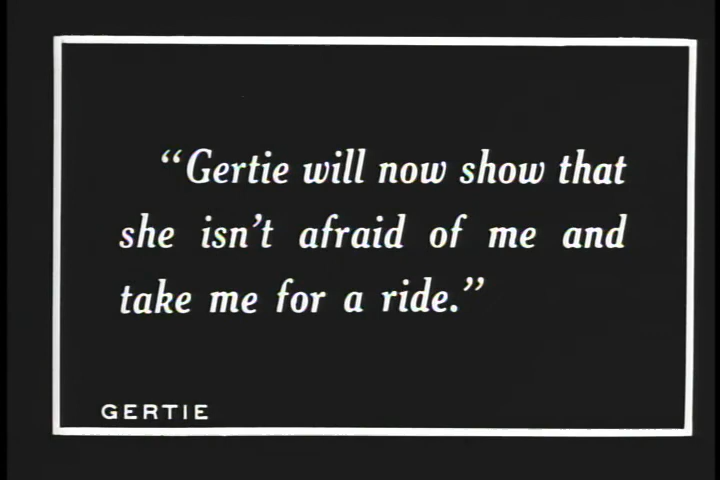 “Gertie will now show that
she isn’t afraid of me and
take me for a ride.”
GERTIE